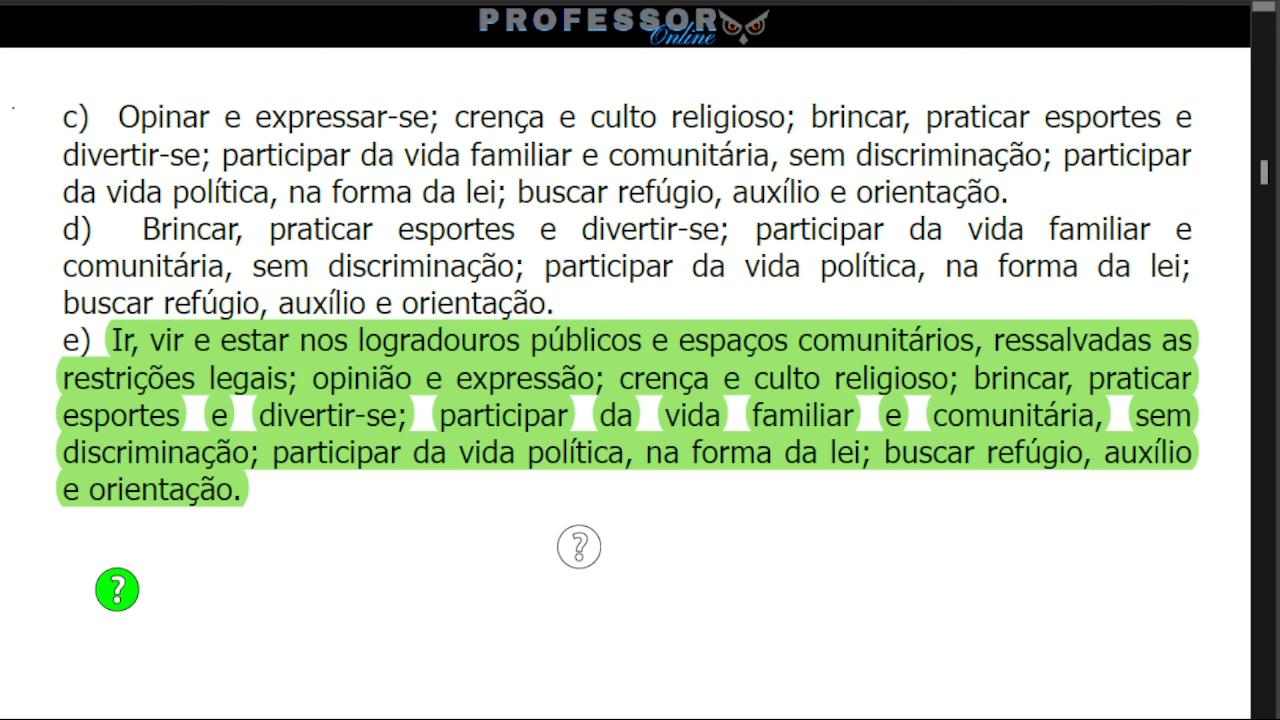 PROFESSOR
Online
c) Opinar e expressar-se; crença e culto religioso; brincar, praticar esportes e
divertir-se; participar da vida familiar e comunitária, sem discriminação; participar
da vida política, na forma da lei; buscar refúgio, auxílio e orientação.
d) Brincar, praticar esportes e divertir-se; participar da vida familiar e
comunitária, sem discriminação; participar da vida política, na forma da lei;
buscar refúgio, auxílio e orientação.
e) Ir, vir e estar nos logradouros públicos e espaços comunitários, ressalvadas as
restrições legais; opinião e expressão; crença e culto religioso; brincar, praticar
esportes e divertir-se; participar da vida familiar e comunitária, sem
discriminação; participar da vida política, na forma da lei; buscar refúgio, auxílio
e orientação.
?
?